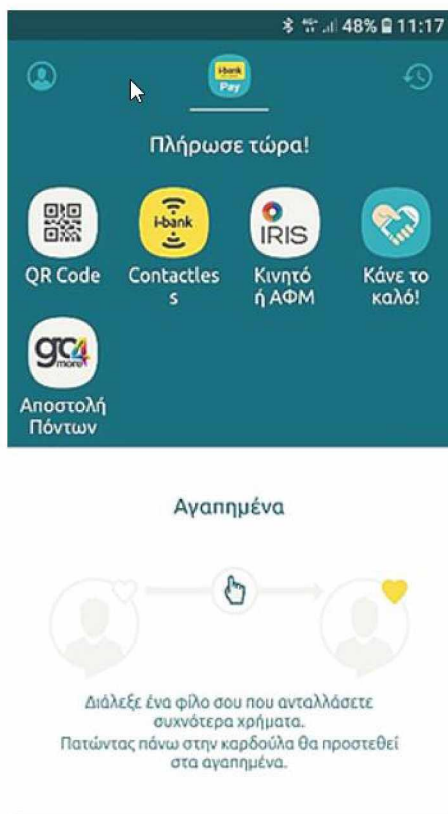 48% 11:17
i-bank
Pay
Πλήρωσε τώρα!
i-bank
IRIS
QR Code Contactles Κινητό Κάνε το
s ή ΑΦΜ καλό!
go4
more
Αποστολή
Πόντων
Αγαπημένα
Διάλεξε ένα φίλο σου που ανταλλάσετε
συχνότερα χρήματα.
Πατώντας πάνω στην καρδούλα θα προστεθεί
στα αγαπημένα.